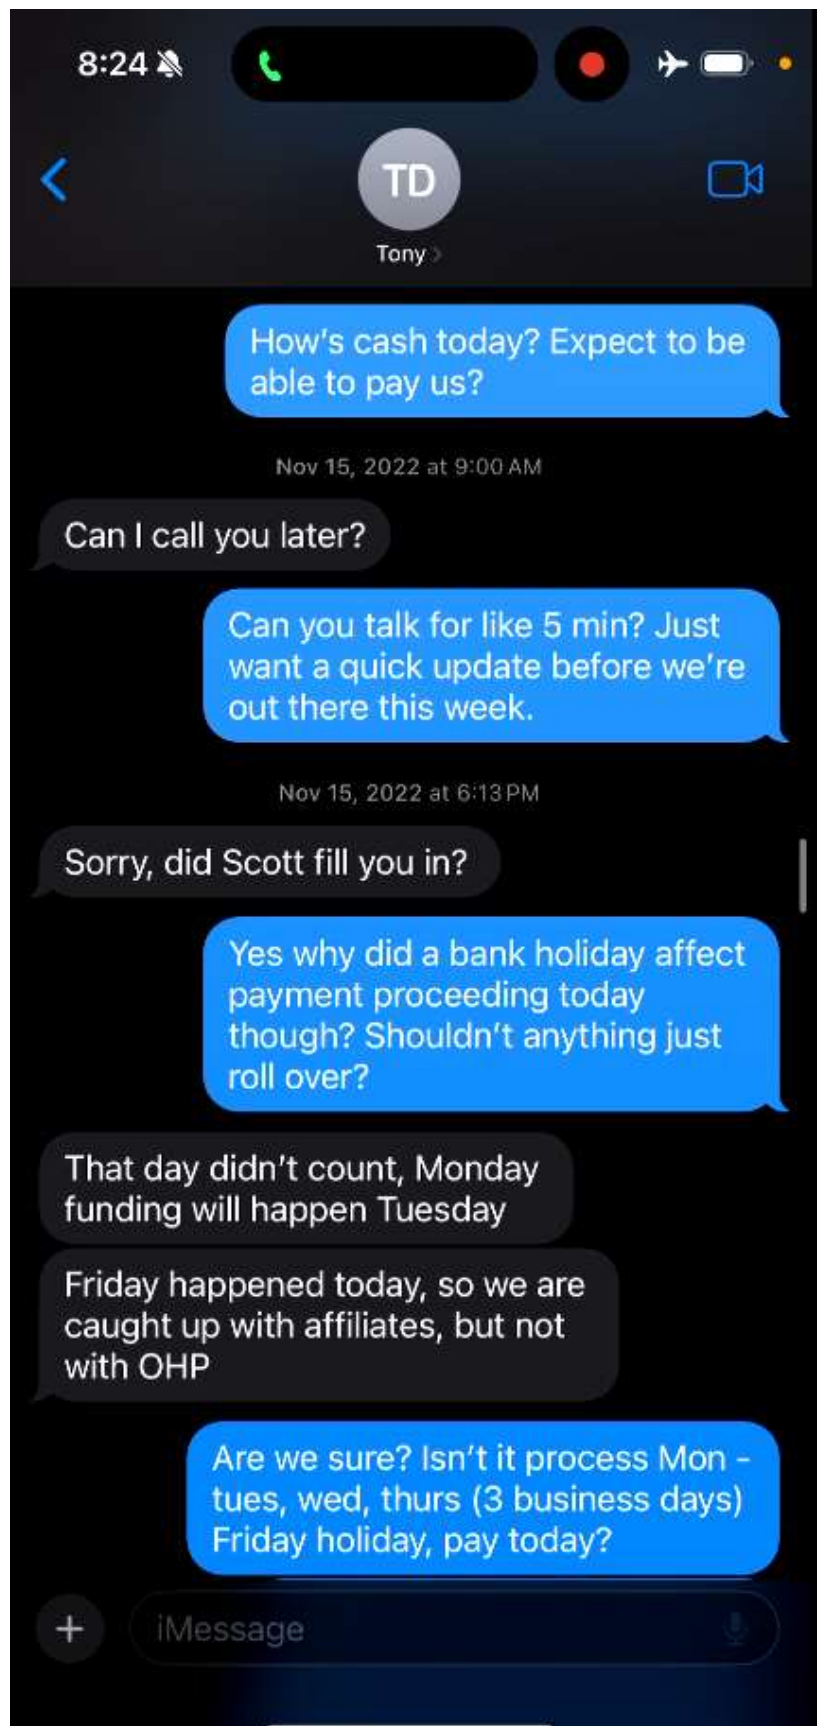 8:24
TD
Tony
How's cash today? Expect to be
able to pay us?
Nov 15, 2022 at 9:00 AM
Can I call you later?
Can you talk for like 5 min? Just
want a quick update before we're
out there this week.
Nov 15, 2022 at 6:13 PM
Sorry, did Scott fill you in?
Yes why did a bank holiday affect
payment proceeding today
though? Shouldn't anything just
roll over?
That day didn't count, Monday
funding will happen Tuesday
Friday happened today, so we are
caught up with affiliates, but not
with OHP
Are we sure? Isn't it process Mon -
tues, wed, thurs (3 business days)
Friday holiday, pay today?
iMessage